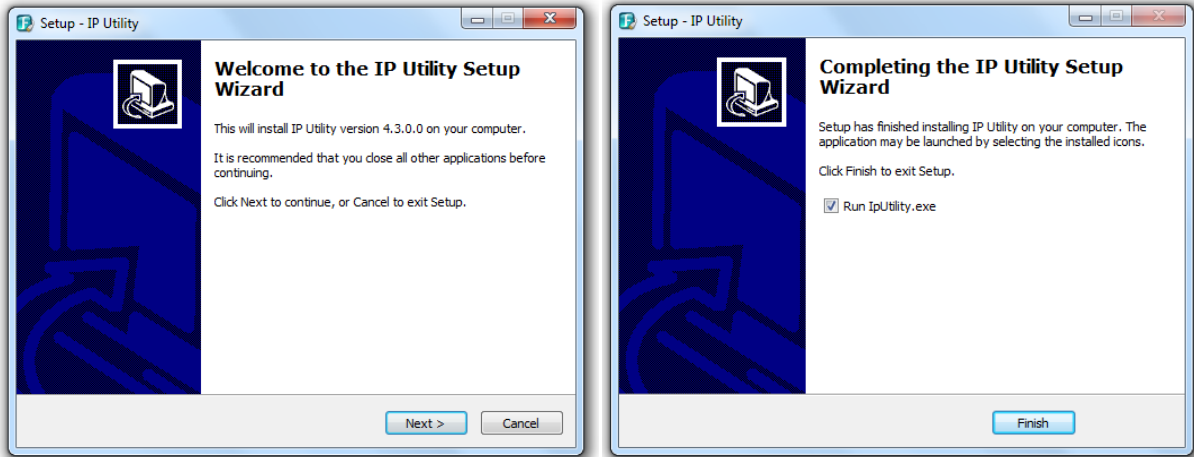 Setup - IP Utility
Welcome to the IP Utility Setup
Wizard
This will install IP Utility version 4.3.0.0 on your computer.
It is recommended that you close all other applications before
continuing.
Click Next to continue, or Cancel to exit Setup.
Next >
Cancel
Setup - IP Utility
Completing the IP Utility Setup
Wizard
Setup has finished installing IP Utility on your computer. The
application may be launched by selecting the installed icons.
Click Finish to exit Setup.
Run IpUtility.exe
Finish